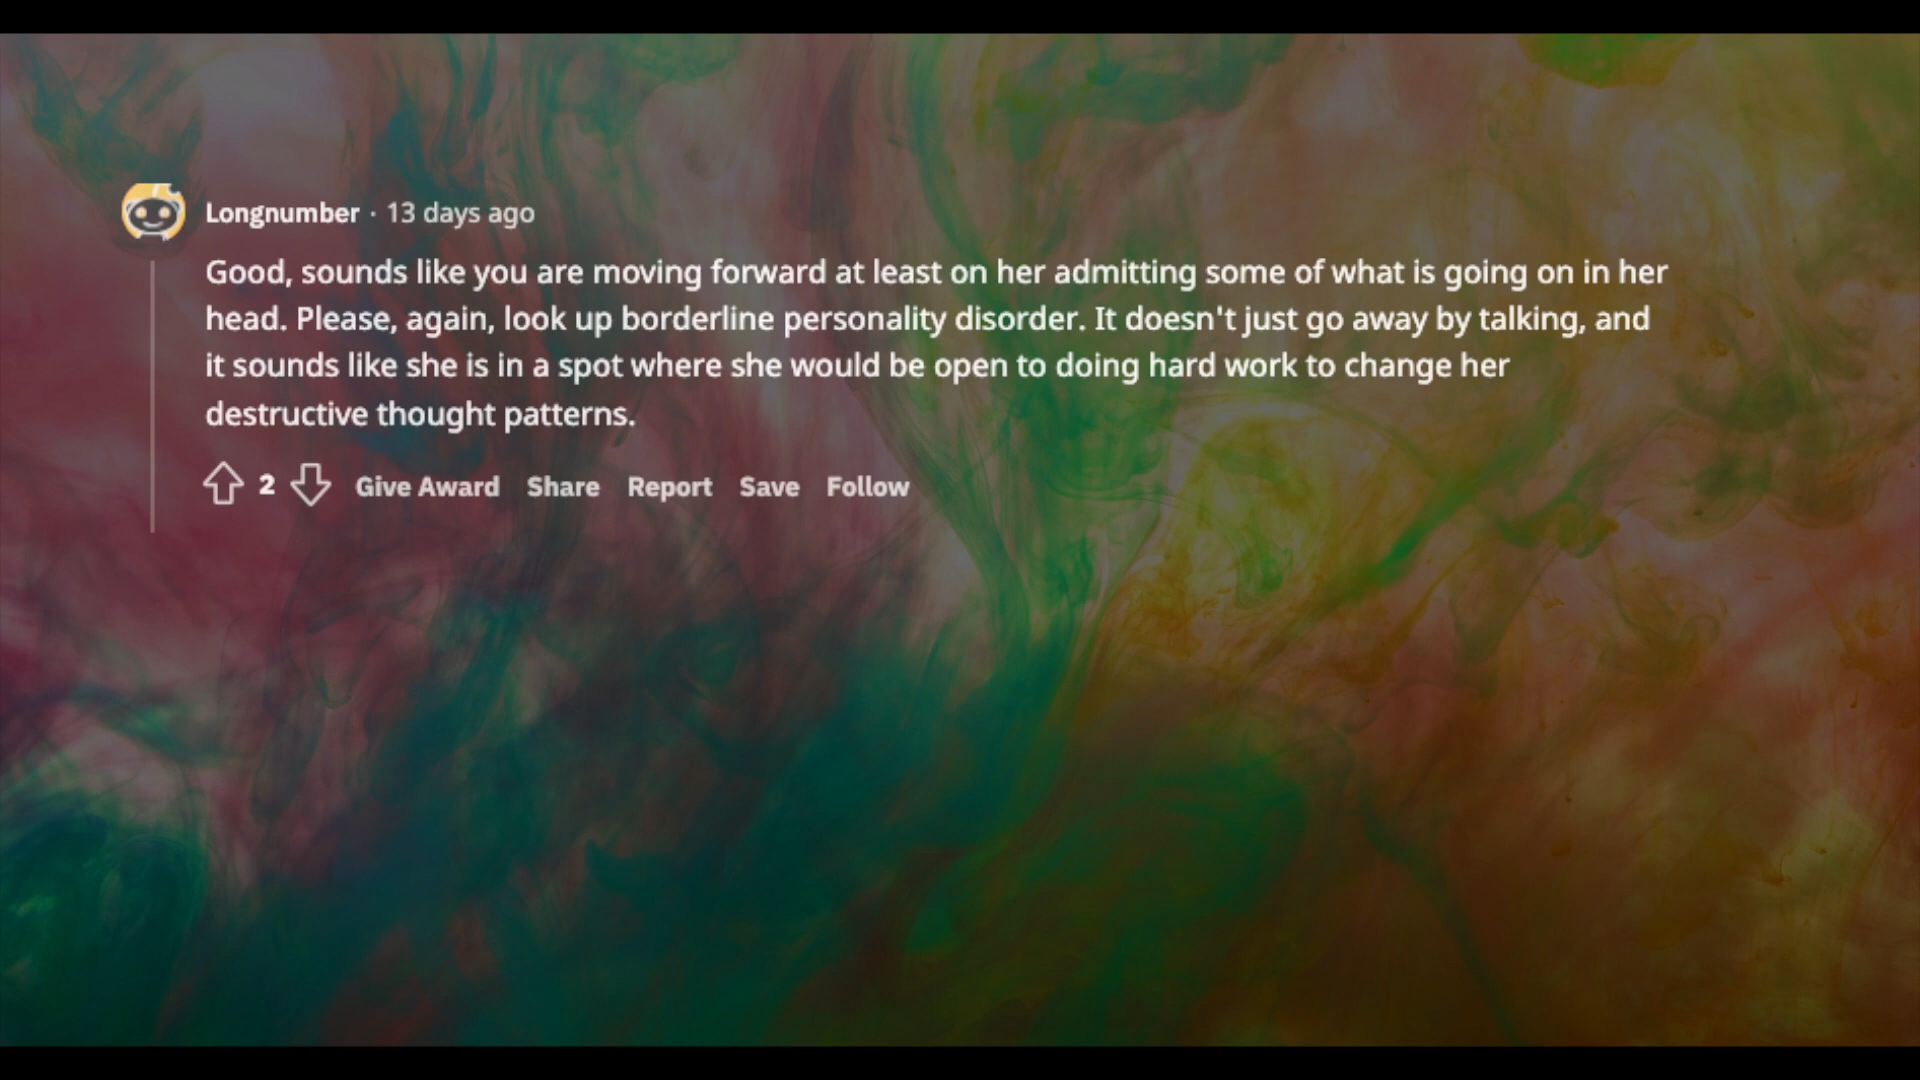 Longnumber · 13 days ago
Good, sounds like you are moving forward at least on her admitting some of what is going on in her
head. Please, again, look up borderline personality disorder. It doesn't just go away by talking, and
it sounds like she is in a spot where she would be open to doing hard work to change her
destructive thought patterns.
2 Give Award Share Report Save Follow